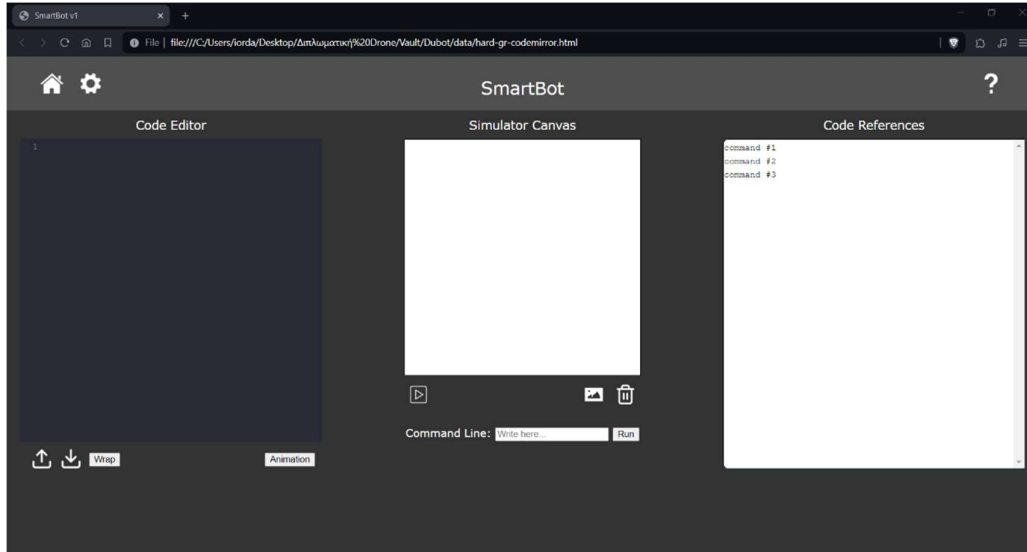 SmartBot v1
File | file:///C:/Users/iorda/Desktop/Διπλωματική%20Drone/Vault/Dubot/data/hard-gr-codemirror.html
SmartBot
?
Code Editor
Simulator Canvas
Code References
1
command #1
command #2
command #3
Command Line: Write here... Run
Wrap
Animation